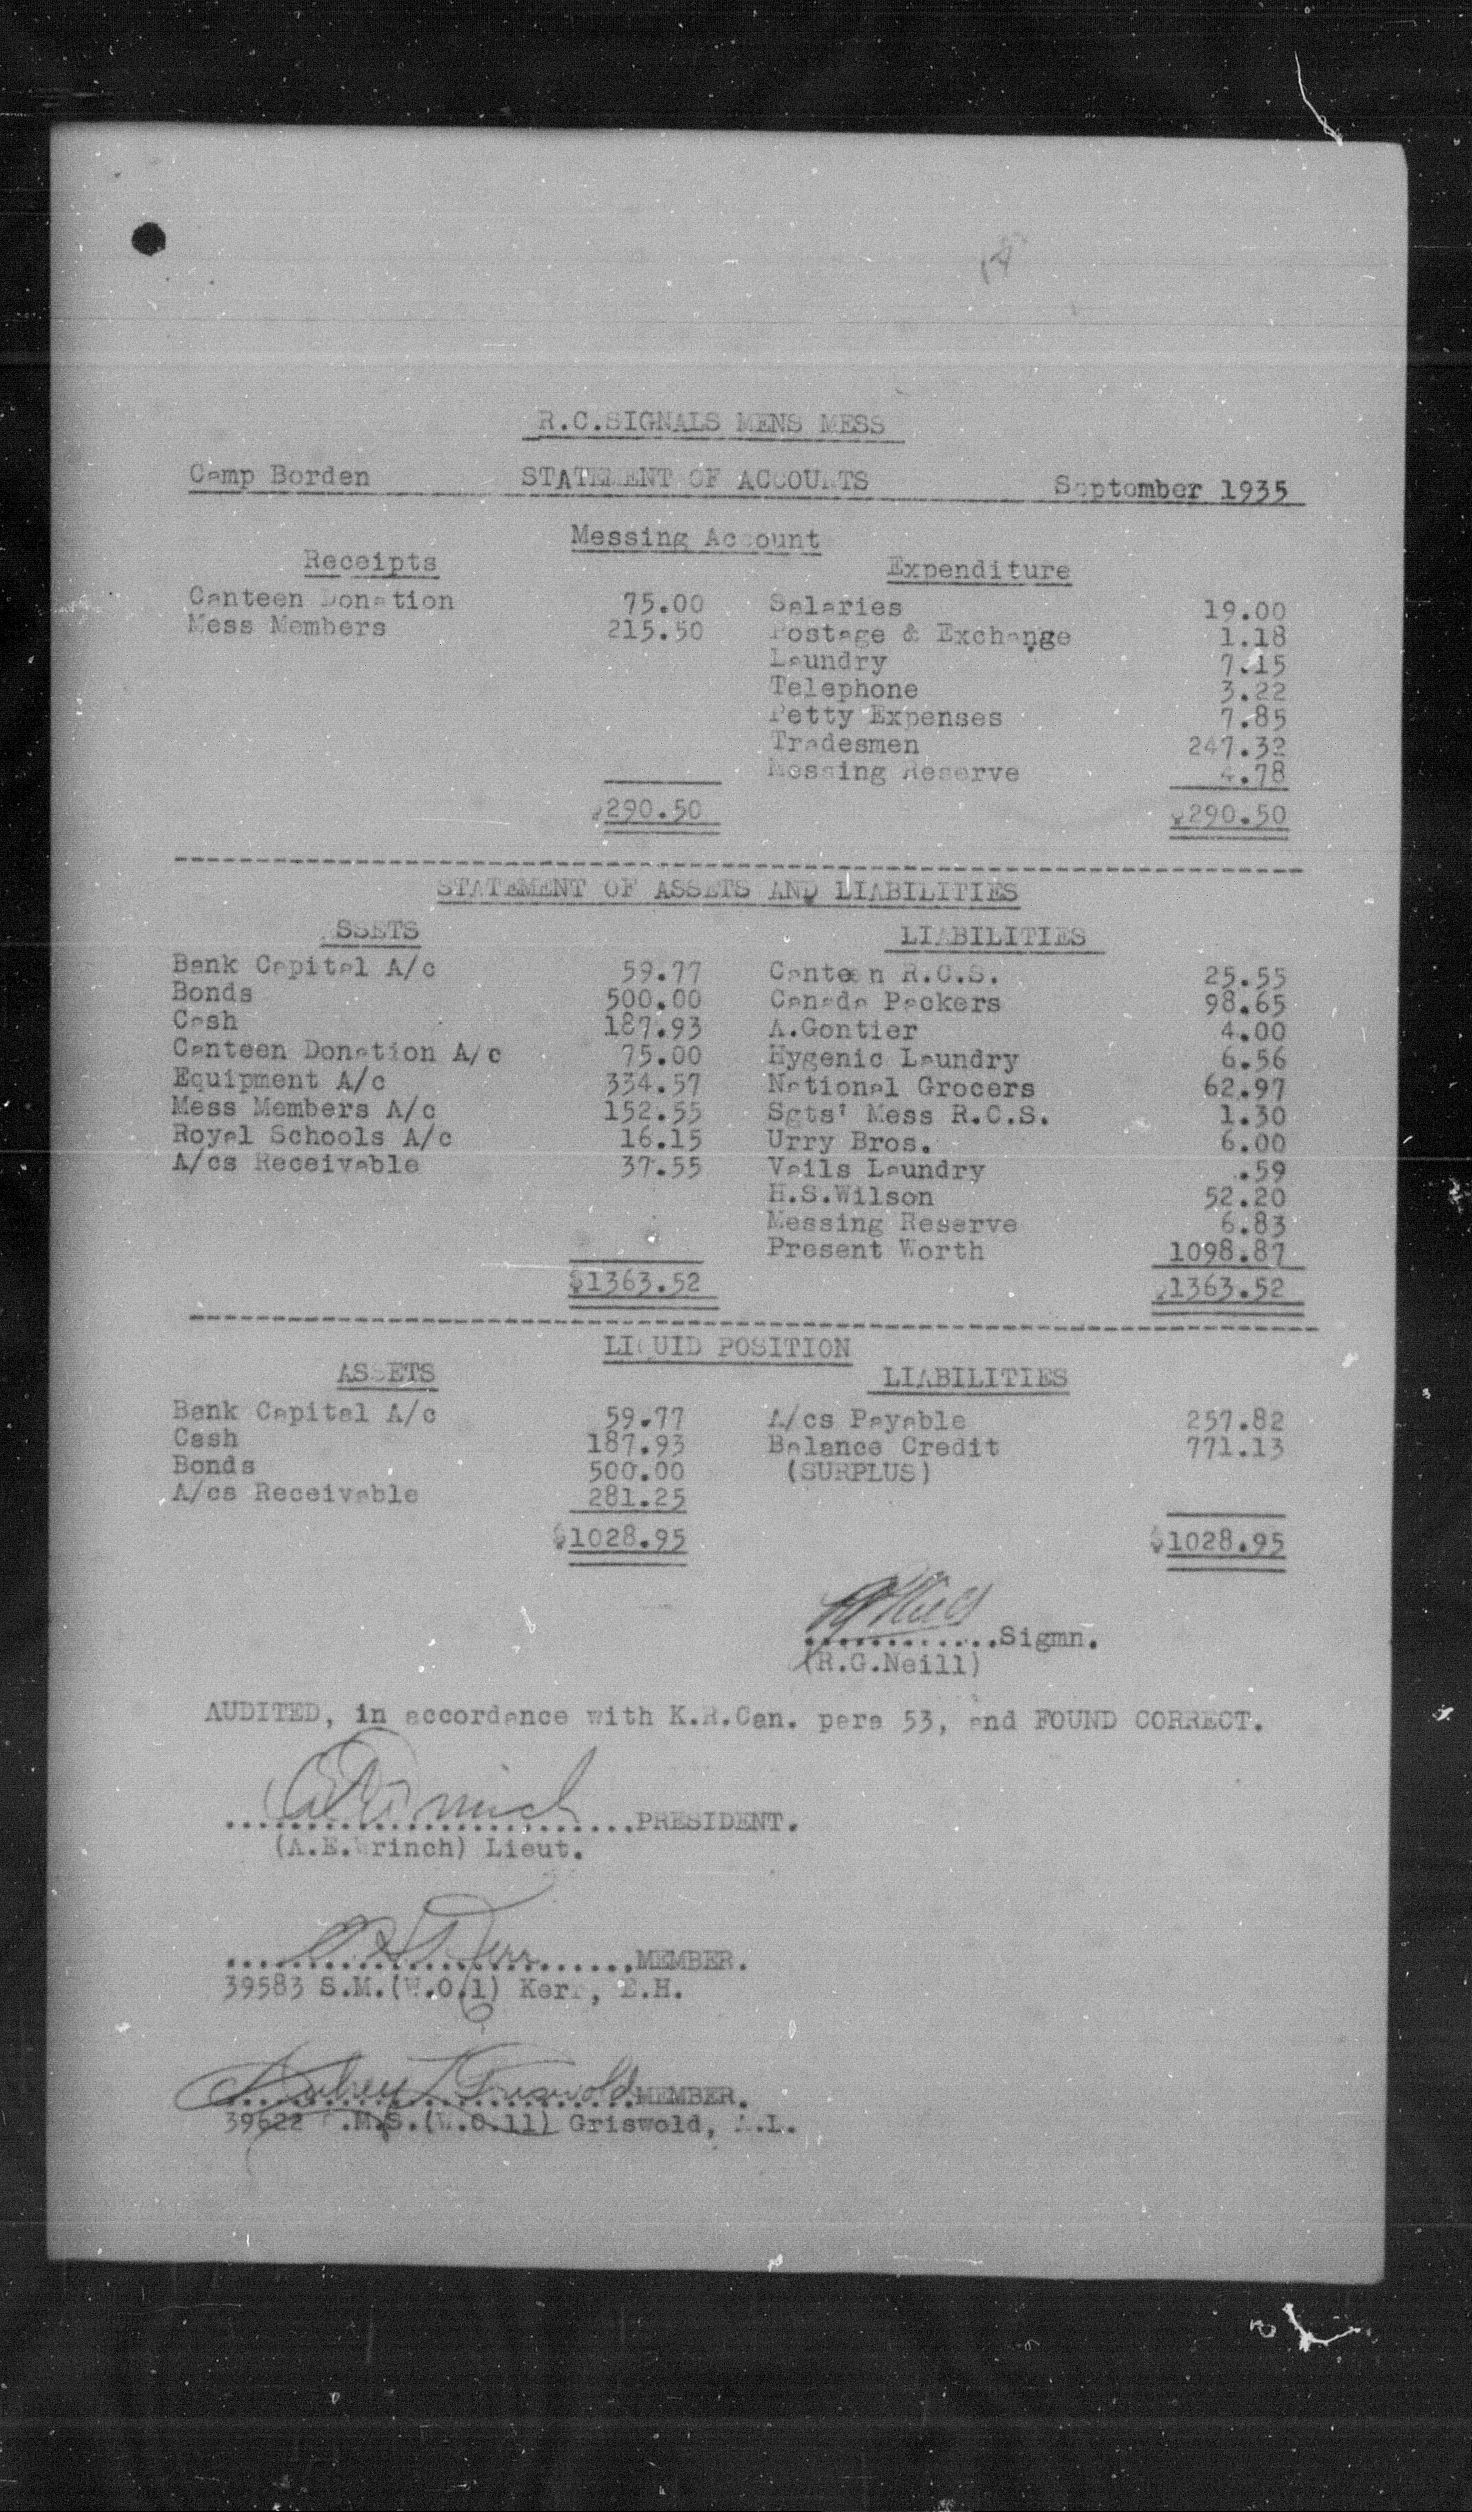 R.C.SIGNALS MENS MESS
Camp Borden STATEMENT OF ACCOUNTS September 1935
Messing Account
Receipts Expenditure
Canteen Donation 75.00 Salaries 19.00
Mess Members 215.50 Postage & Exchange 1.18
Laundry 7.15
Telephone 3.22
Petty Expenses 7.85
Tradesmen 247.32
Messing Reserve 4.78
$290.50 $290.50
STATEMENT OF ASSETS AND LIABILITIES
ASSETS LIABILITIES
Bank Capital A/c 59.77 Canteen R.C.S. 25.55
Bonds 500.00 Canada Packers 98.65
Cash 187.93 A.Gontier 4.00
Canteen Donation A/c 75.00 Hygenic Laundry 6.56
Equipment A/c 334.57 National Grocers 62.97
Mess Members A/c 152.55 Sgts' Mess R.C.S. 1.30
Royal Schools A/c 16.15 Urry Bros. 6.00
A/cs Receivable 37.55 Vails Laundry .59
H.S.Wilson 52.20
Messing Reserve 6.83
Present Worth 1098.87
$1363.52 $1363.52
LIQUID POSITION
ASSETS LIABILITIES
Bank Capital A/c 59.77 A/cs Payable 257.82
Cash 187.93 Balance Credit 771.13
Bonds 500.00 (SURPLUS)
A/cs Receivable 281.25
$1028.95 $1028.95
............Sigmn.
(R.G.Neill)
AUDITED, in accordance with K.R.Can. para 53, and FOUND CORRECT.
.........................PRESIDENT.
(A.E.Wrinch) Lieut.
.........................MEMBER.
39583 S.M.(W.O.1) Kerr, E.H.
Aubrey L Griswold MEMBER.
39622 .M.S.(W.O.11) Griswold, A.L.